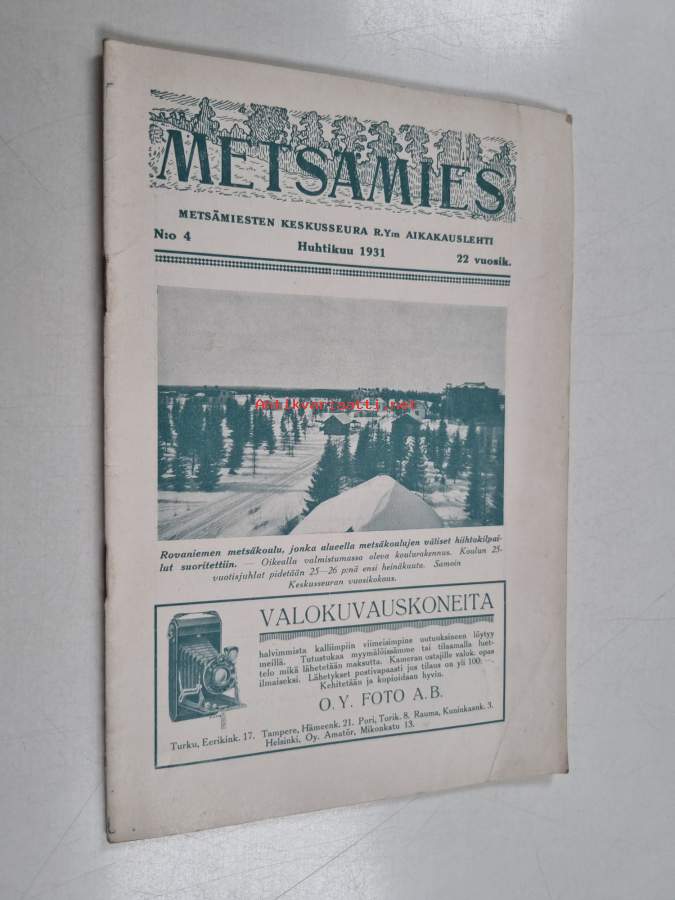 METSÄMIES
METSÄMIESTEN KESKUSSEURA R.Y:n AIKAKAUSLEHTI
N:o 4 Huhtikuu 1931 22 vuosik.
Antikvariaatti.net
Rovaniemen metsäkoulu, jonka alueella metsäkoulujen väliset hiihtokilpai-
lut suoritettiin. — Oikealla valmistumassa oleva koulurakennus. Koulun 25-
vuotisjuhlat pidetään 25—26 p:nä ensi heinäkuuta. Samoin
Keskusseuran vuosikokous.
VALOKUVAUSKONEITA
halvimmista kalliimpiin viimeisimpine uutuuksineen löytyy
meillä. Tutustukaa myymälöissämme tai tilaamalla luet-
telo mikä lähetetään maksutta. Kameran ostajille valok. opas
ilmaiseksi. Lähetykset postivapaasti jos tilaus on yli 100:—.
Kehitetään ja kopioidaan hyvin.
O.Y. FOTO A.B.
Turku, Eerikink. 17. Tampere, Hämeenk. 21. Pori, Torik. 8. Rauma, Kuninkaank. 3.
Helsinki, Oy. Amatör, Mikonkatu 13.